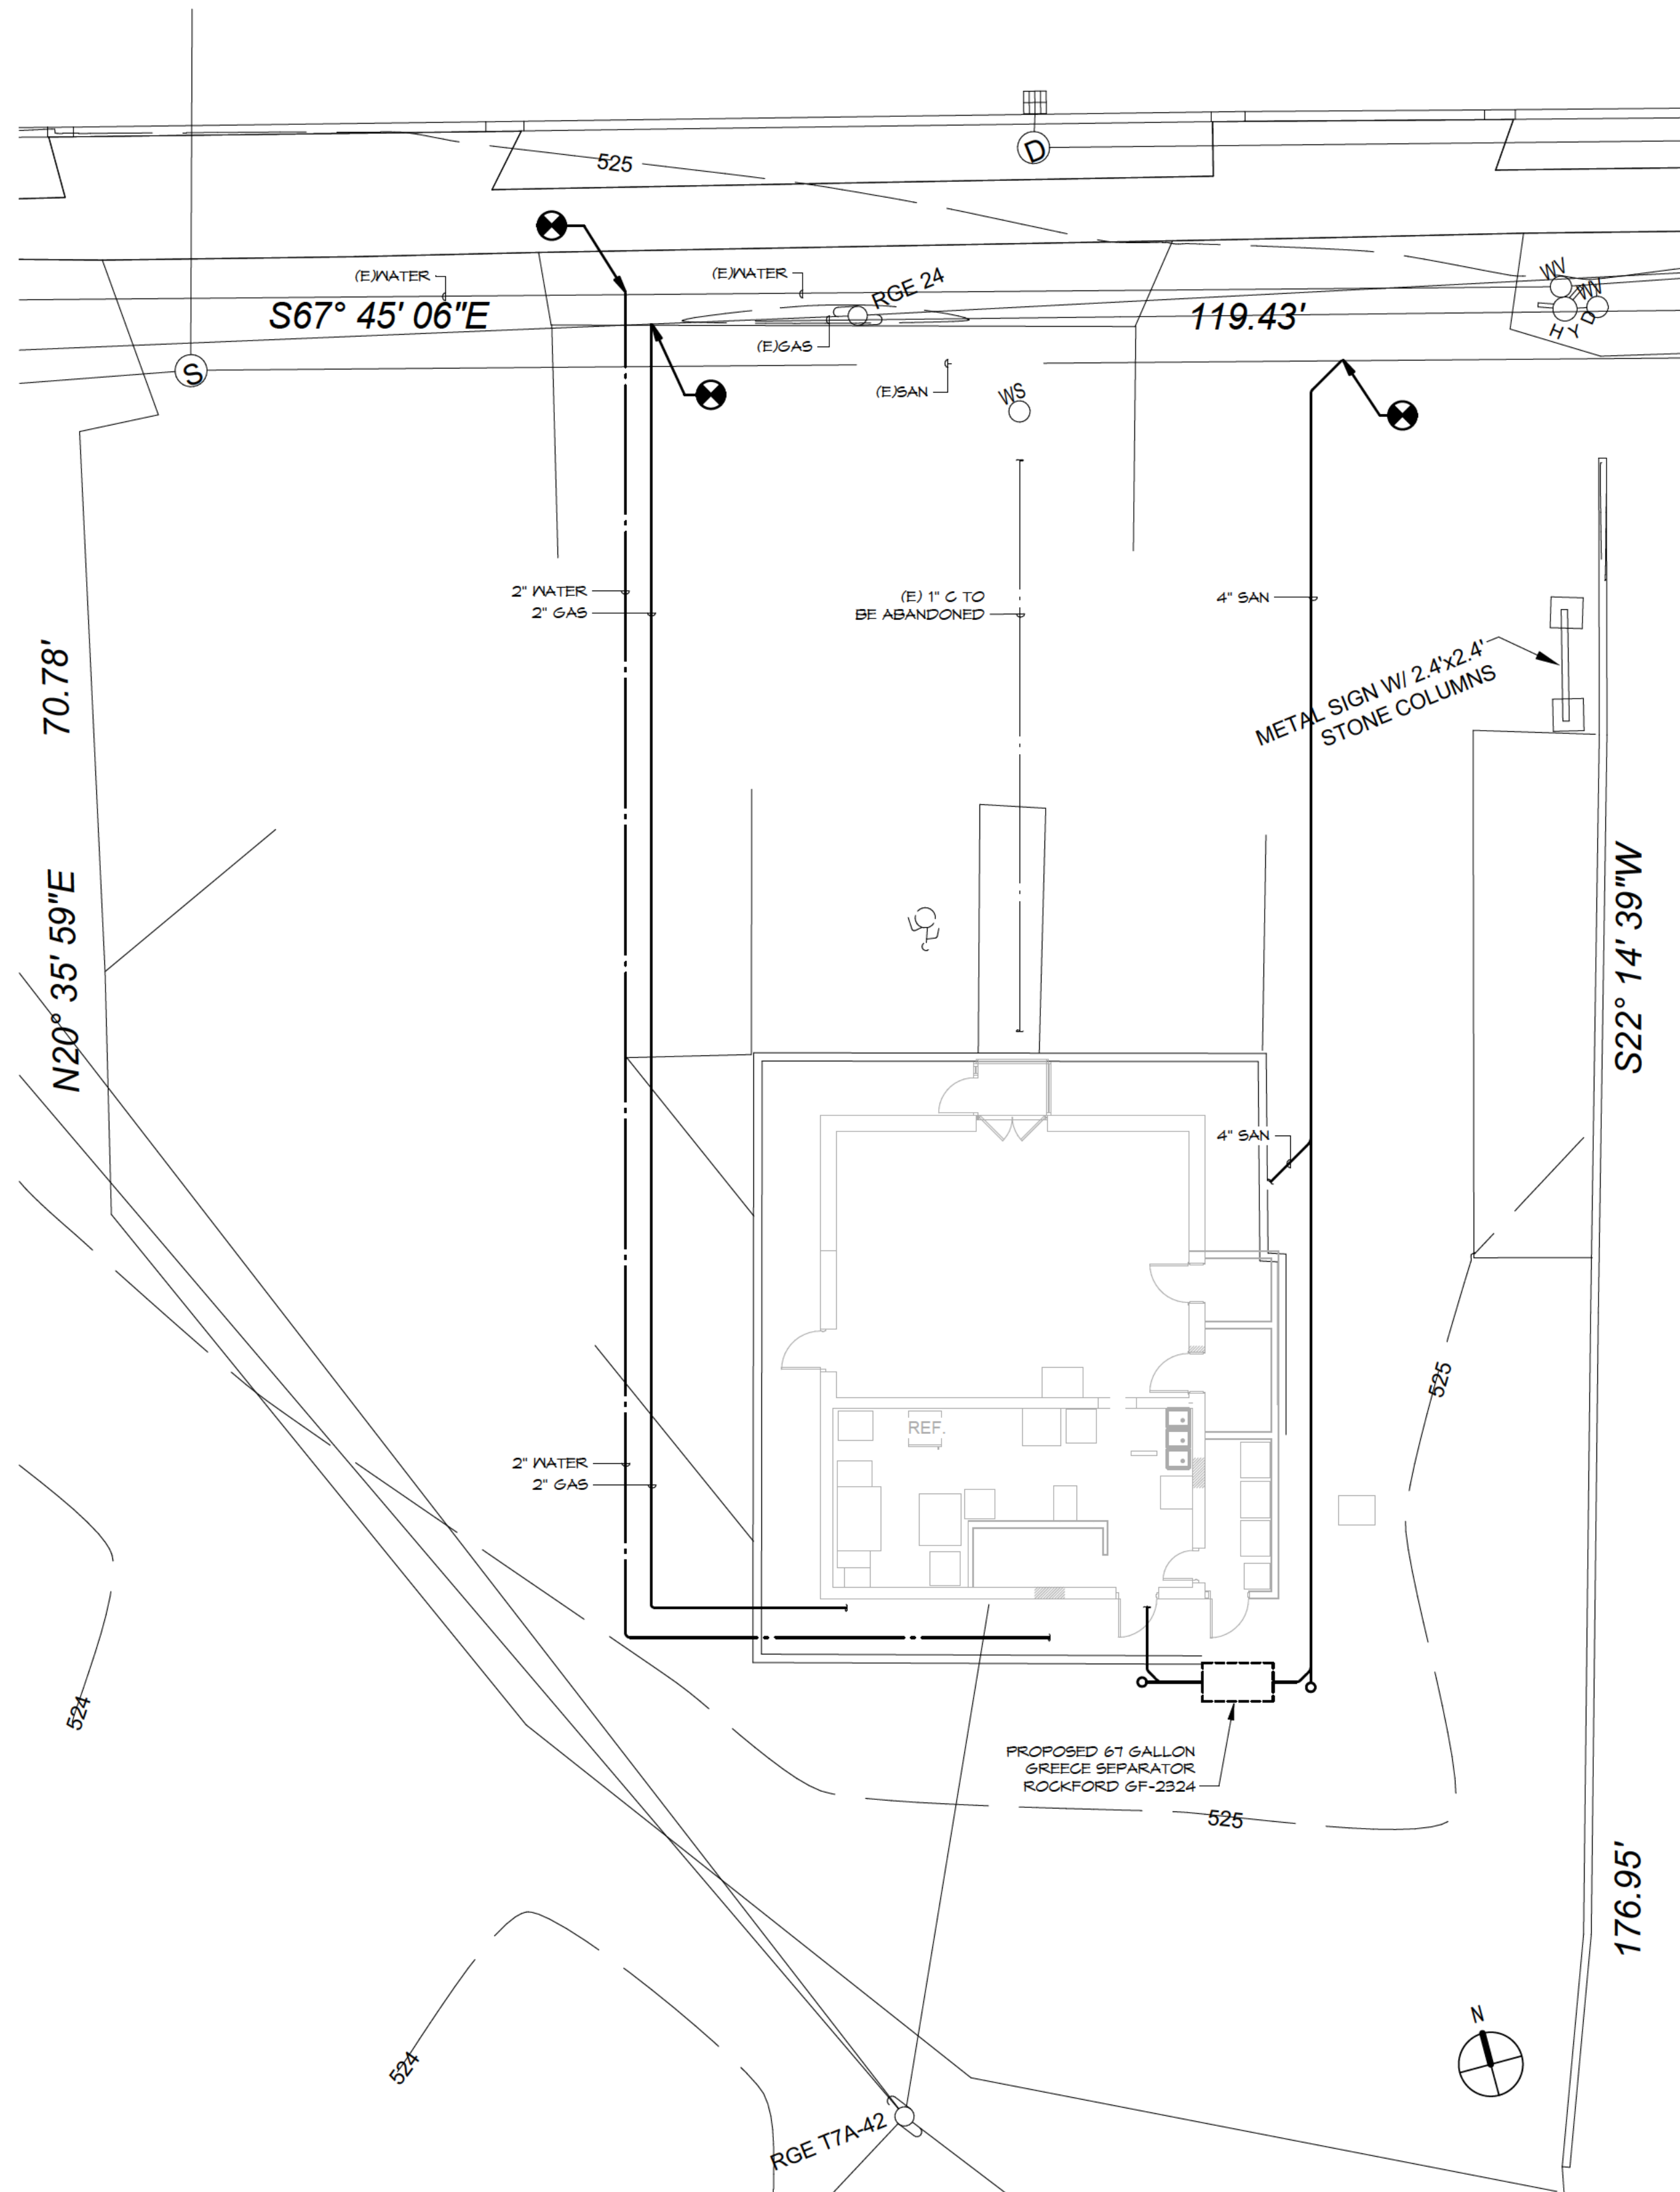 525
D
(E)WATER
(E)WATER
RGE 24
WV
WV
HYD
S67° 45' 06"E
119.43'
(E)GAS
S
(E)SAN
WS
2" WATER
2" GAS
(E) 1" C TO
BE ABANDONED
4" SAN
METAL SIGN W/ 2.4'x2.4'
STONE COLUMNS
70.78'
N20° 35' 59"E
S22° 14' 39"W
4" SAN
525
REF.
2" WATER
2" GAS
524
PROPOSED 67 GALLON
GREECE SEPARATOR
ROCKFORD GF-2324
525
176.95'
N
524
RGE T7A-42